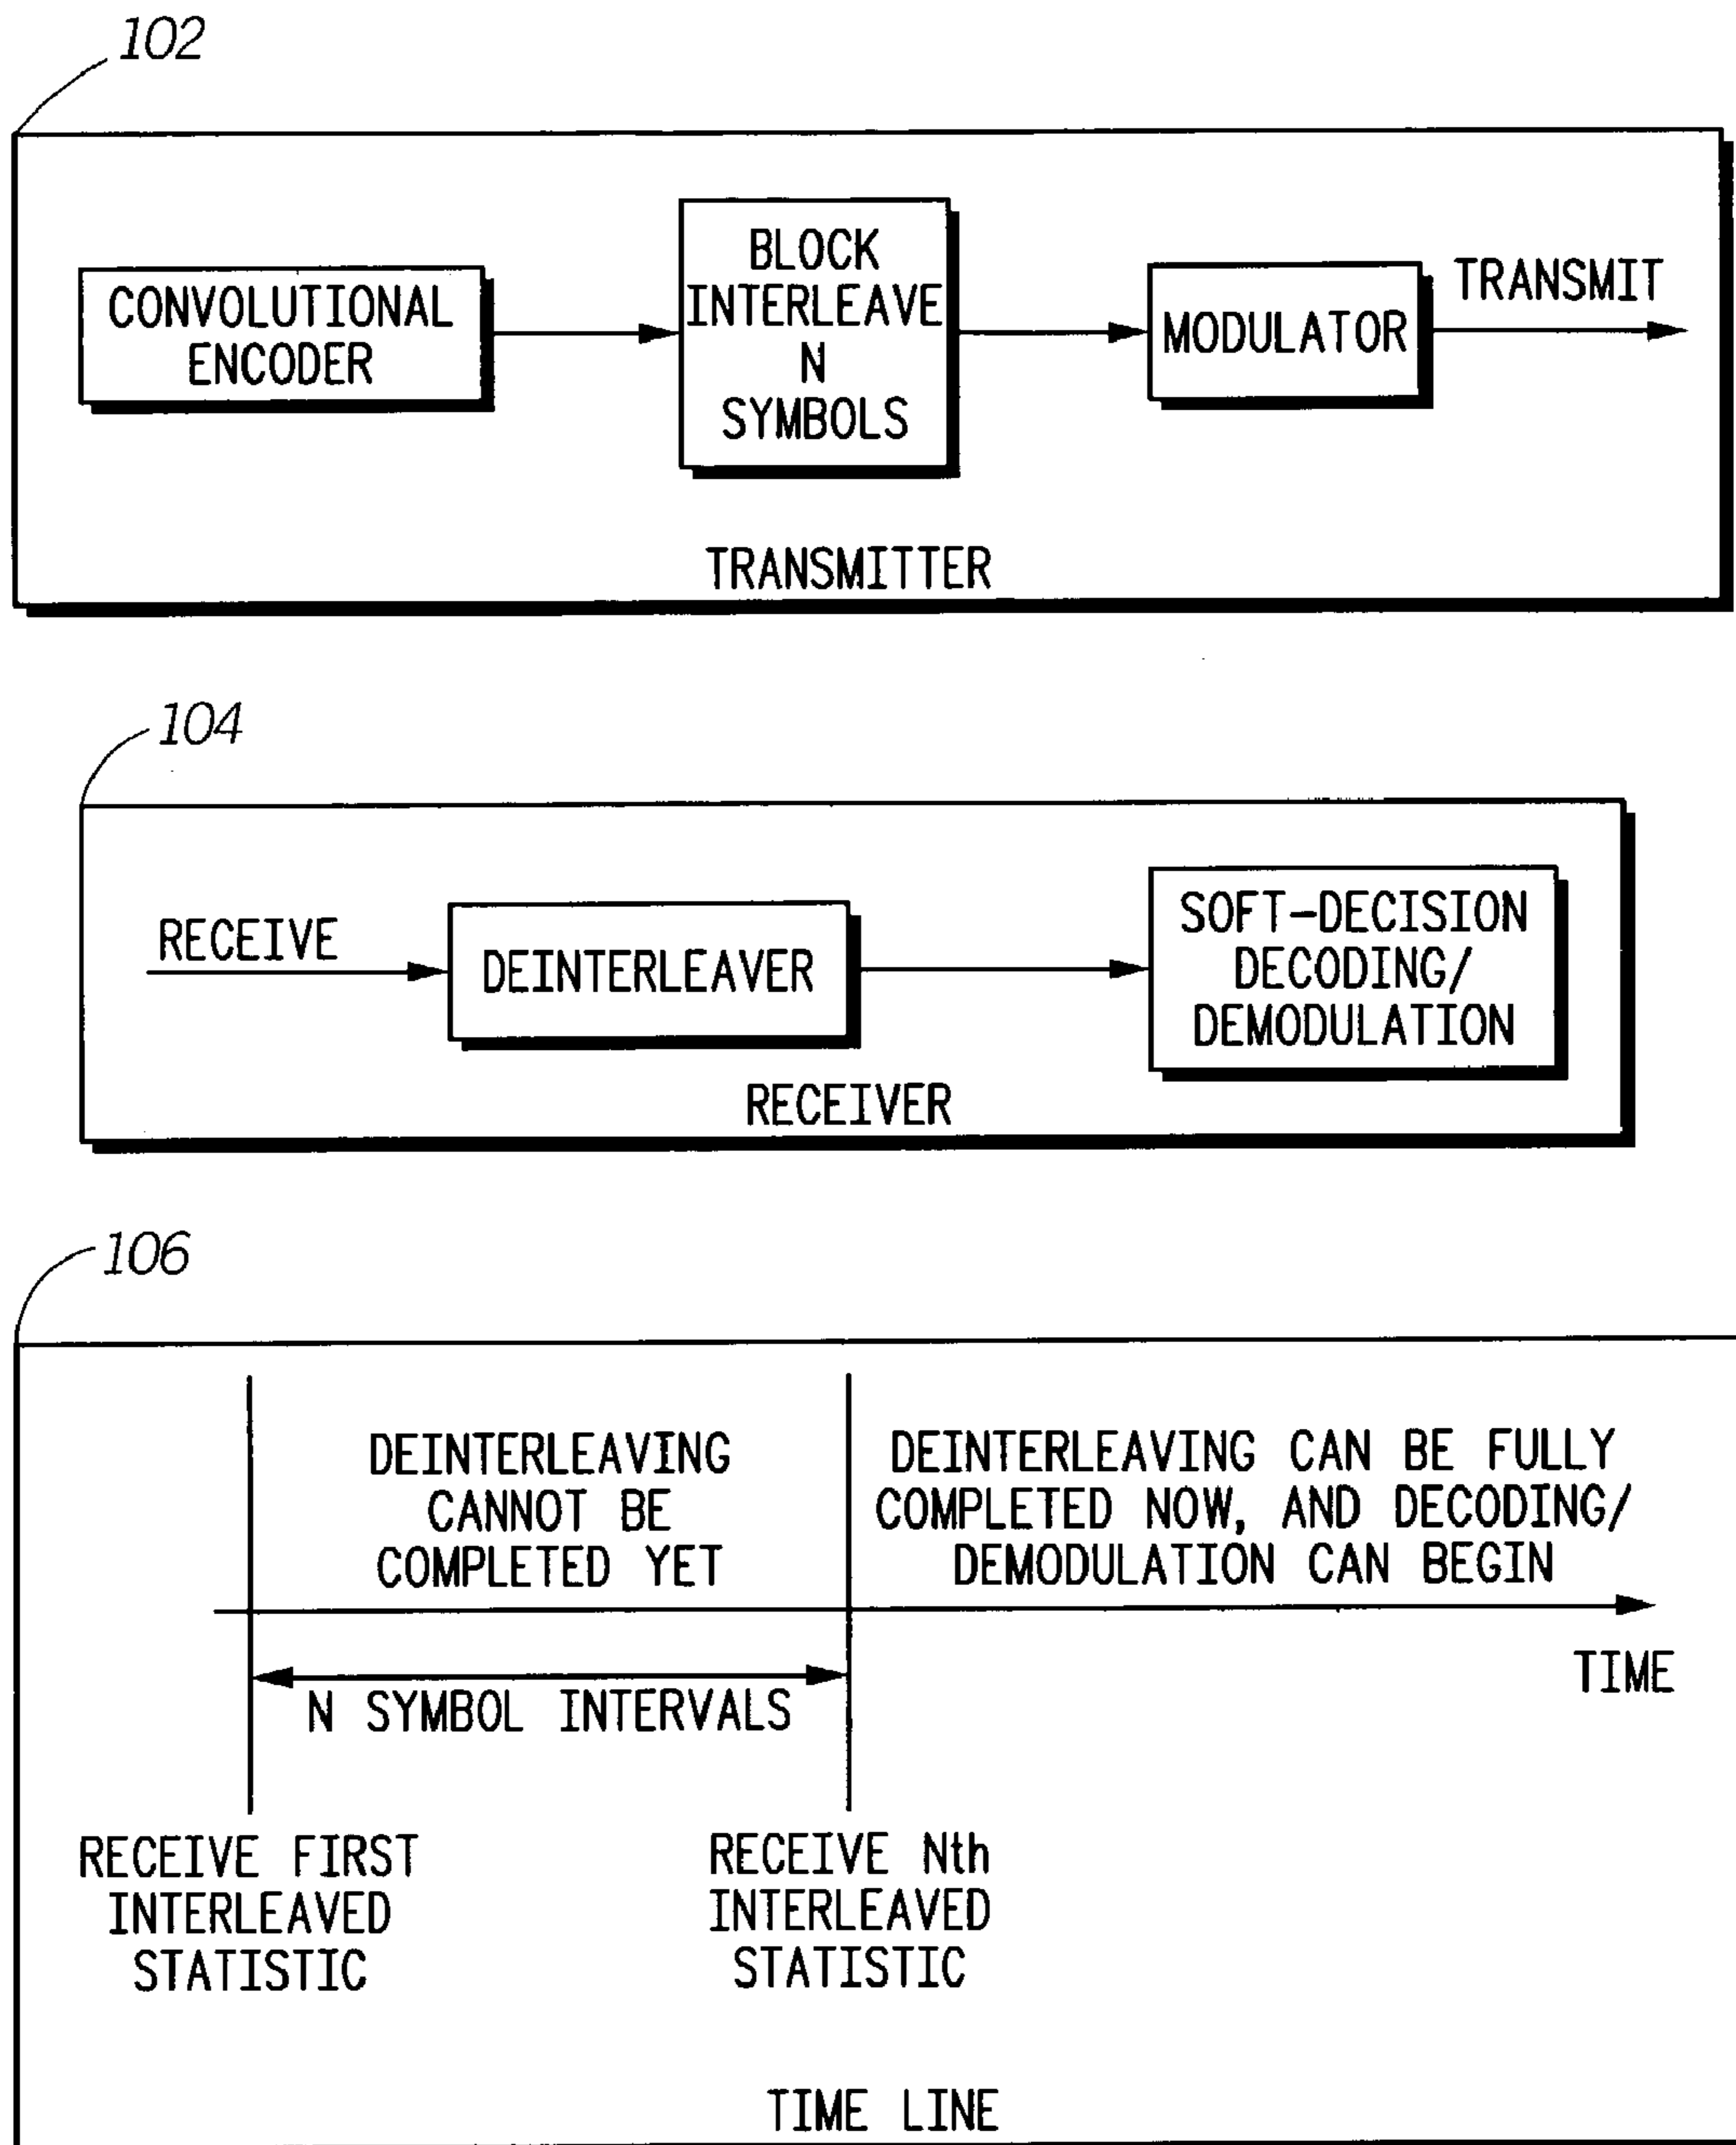 102
CONVOLUTIONAL
ENCODER
BLOCK
INTERLEAVE
N
SYMBOLS
MODULATOR
TRANSMIT
TRANSMITTER
104
RECEIVE
DEINTERLEAVER
SOFT-DECISION
DECODING/
DEMODULATION
RECEIVER
106
DEINTERLEAVING
CANNOT BE
COMPLETED YET
DEINTERLEAVING CAN BE FULLY
COMPLETED NOW, AND DECODING/
DEMODULATION CAN BEGIN
TIME
N SYMBOL INTERVALS
RECEIVE FIRST
INTERLEAVED
STATISTIC
RECEIVE Nth
INTERLEAVED
STATISTIC
TIME LINE